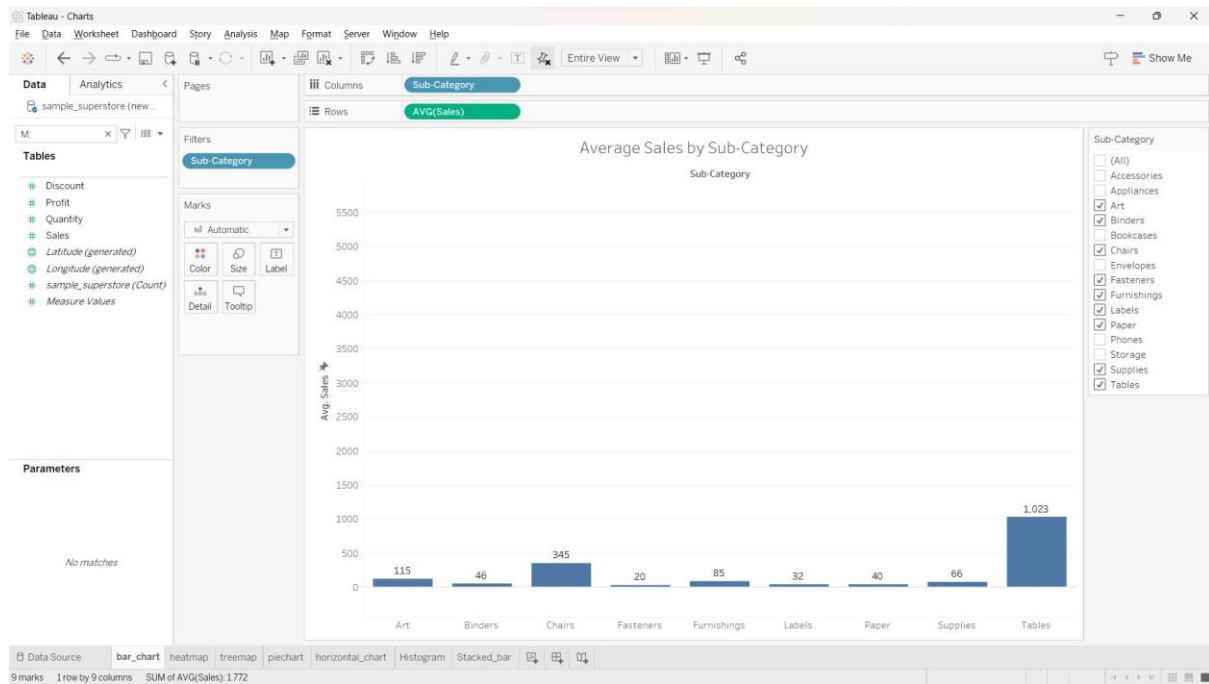 Tableau - Charts
File Data Worksheet Dashboard Story Analysis Map Format Server Window Help
Entire View
Show Me
Data Analytics
sample_superstore (new...
M:
Tables
# Discount
# Profit
# Quantity
# Sales
Latitude (generated)
Longitude (generated)
# sample_superstore (Count)
# Measure Values
Parameters
No matches
Pages
Filters
Sub-Category
Marks
Automatic
Color Size Label
Detail Tooltip
Columns Sub-Category
Rows AVG(Sales)
Average Sales by Sub-Category
Sub-Category
Avg. Sales
5500
5000
4500
4000
3500
3000
2500
2000
1500
1000
500
0
115 46 345 20 85 32 40 66 1,023
Art Binders Chairs Fasteners Furnishings Labels Paper Supplies Tables
Sub-Category
(All)
Accessories
Appliances
Art
Binders
Bookcases
Chairs
Envelopes
Fasteners
Furnishings
Labels
Paper
Phones
Storage
Supplies
Tables
Data Source bar_chart heatmap treemap piechart horizontal_chart Histogram Stacked_bar
9 marks 1 row by 9 columns SUM of AVG(Sales): 1.772